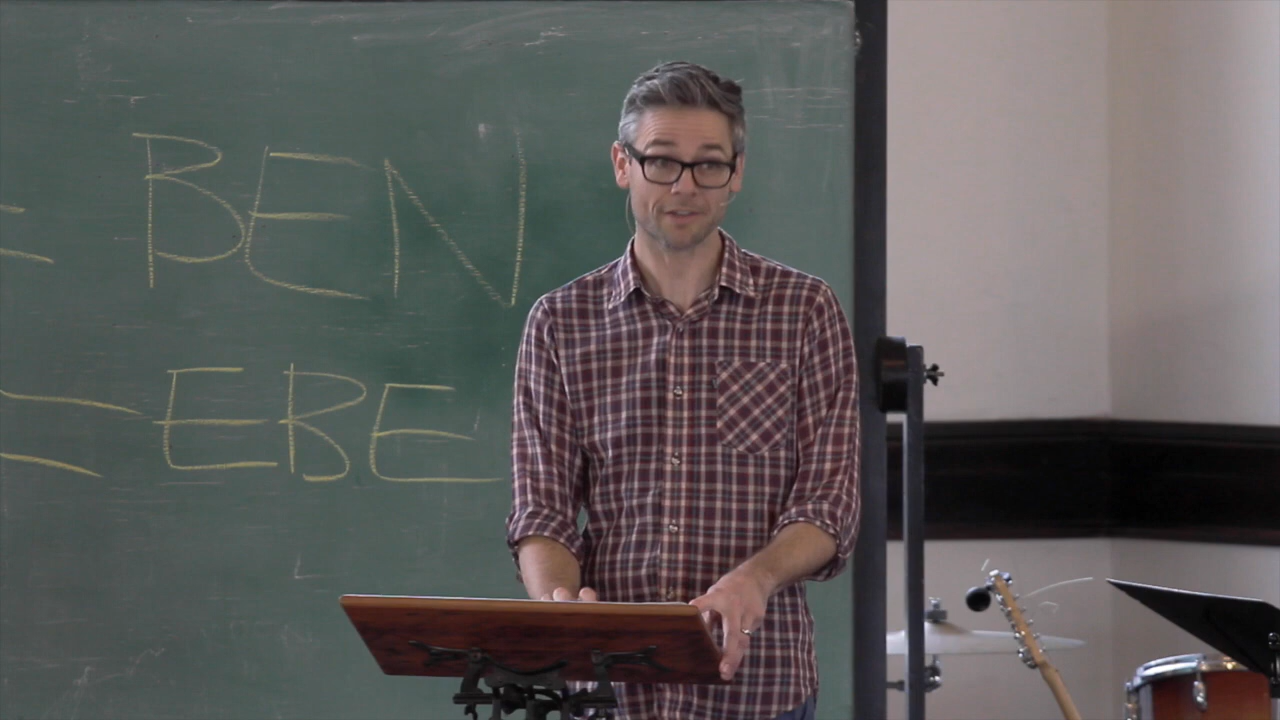 = BEN
= EBE